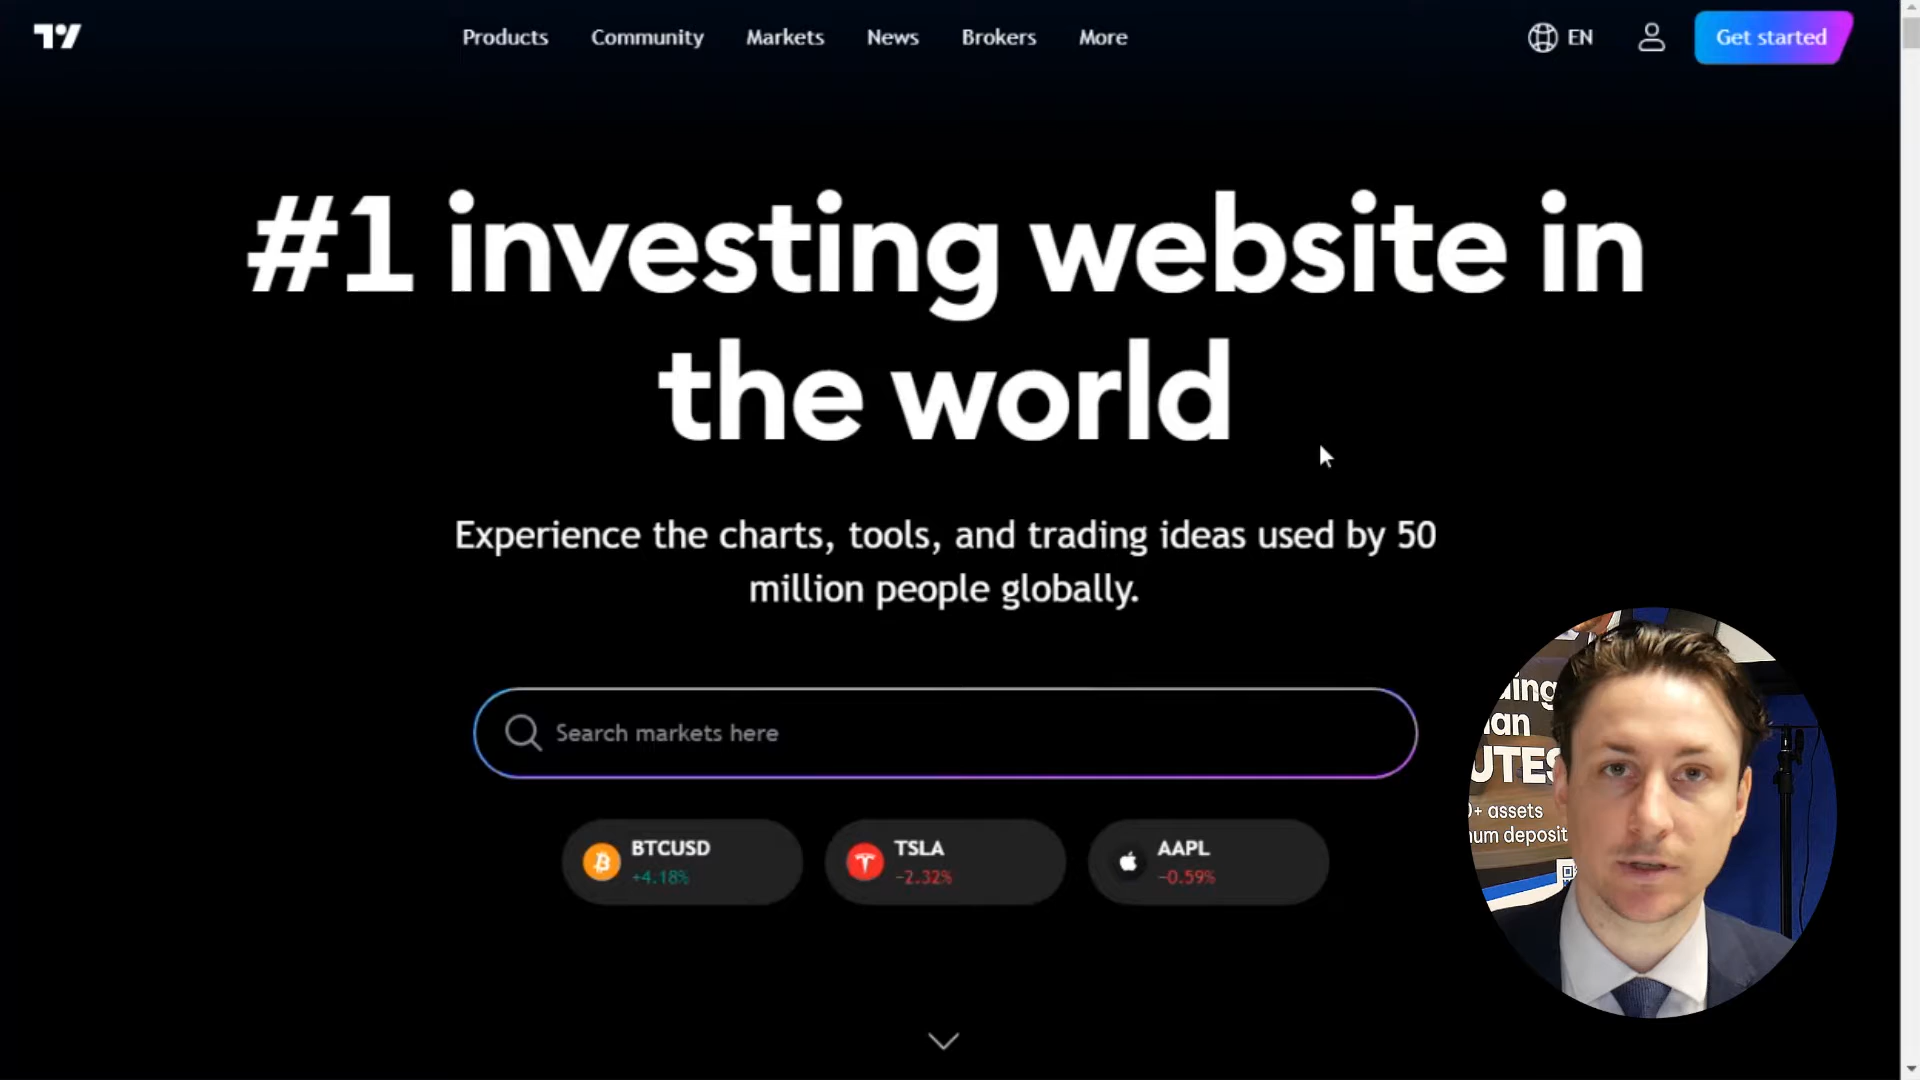 Products Community Markets News Brokers More EN Get started
#1 investing website in
the world
Experience the charts, tools, and trading ideas used by 50
million people globally.
Search markets here
BTCUSD
+4.18%
TSLA
−2.32%
AAPL
−0.59%
assets
deposit